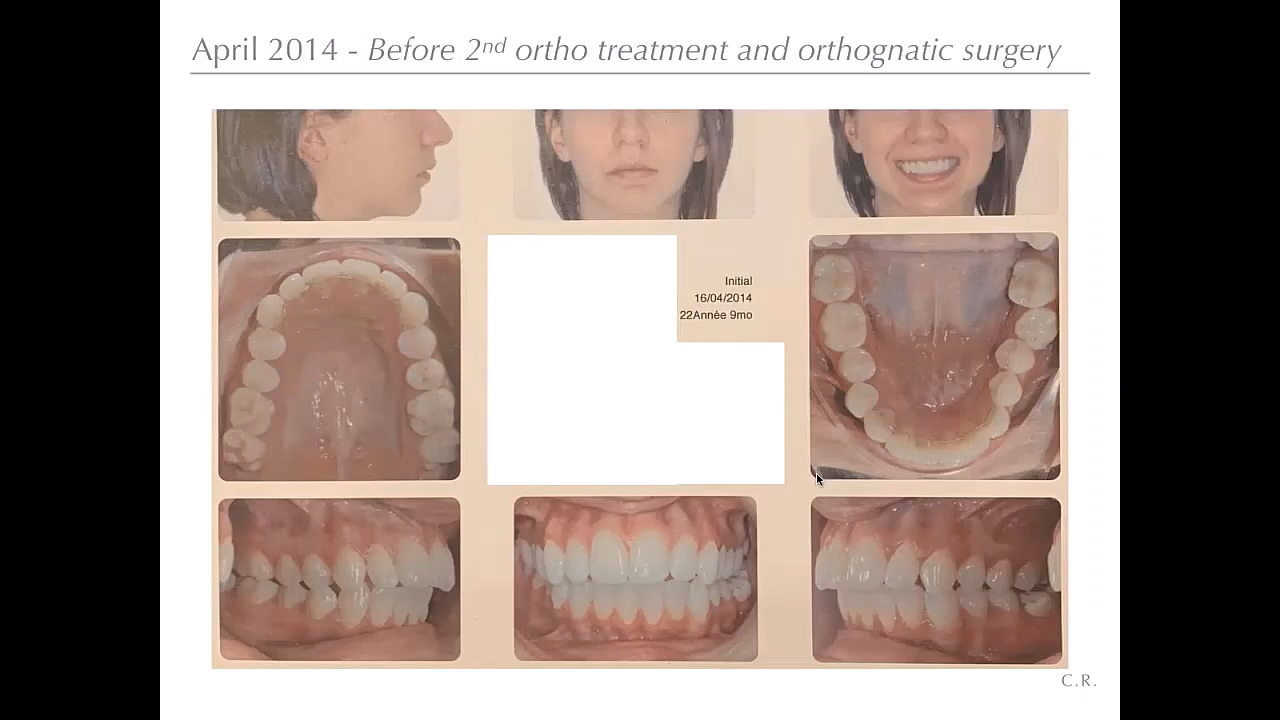 April 2014 - Before 2nd ortho treatment and orthognatic surgery
Initial
16/04/2014
22Année 9mo
C.R.